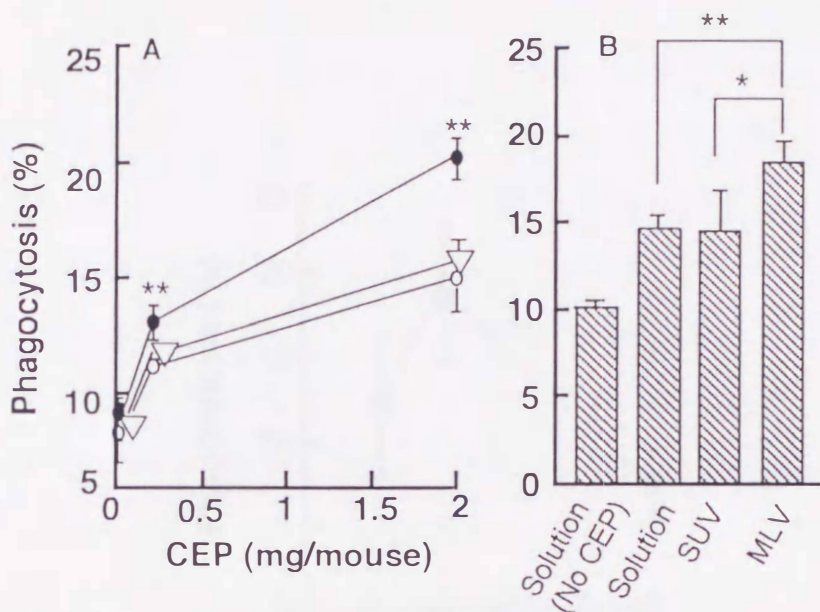 A
25
20
15
10
5
Phagocytosis (%)
**
**
0
0.5
1
1.5
2
CEP (mg/mouse)
B
25
20
15
10
5
0
**
*
Solution
(No CEP)
Solution
SUV
MLV